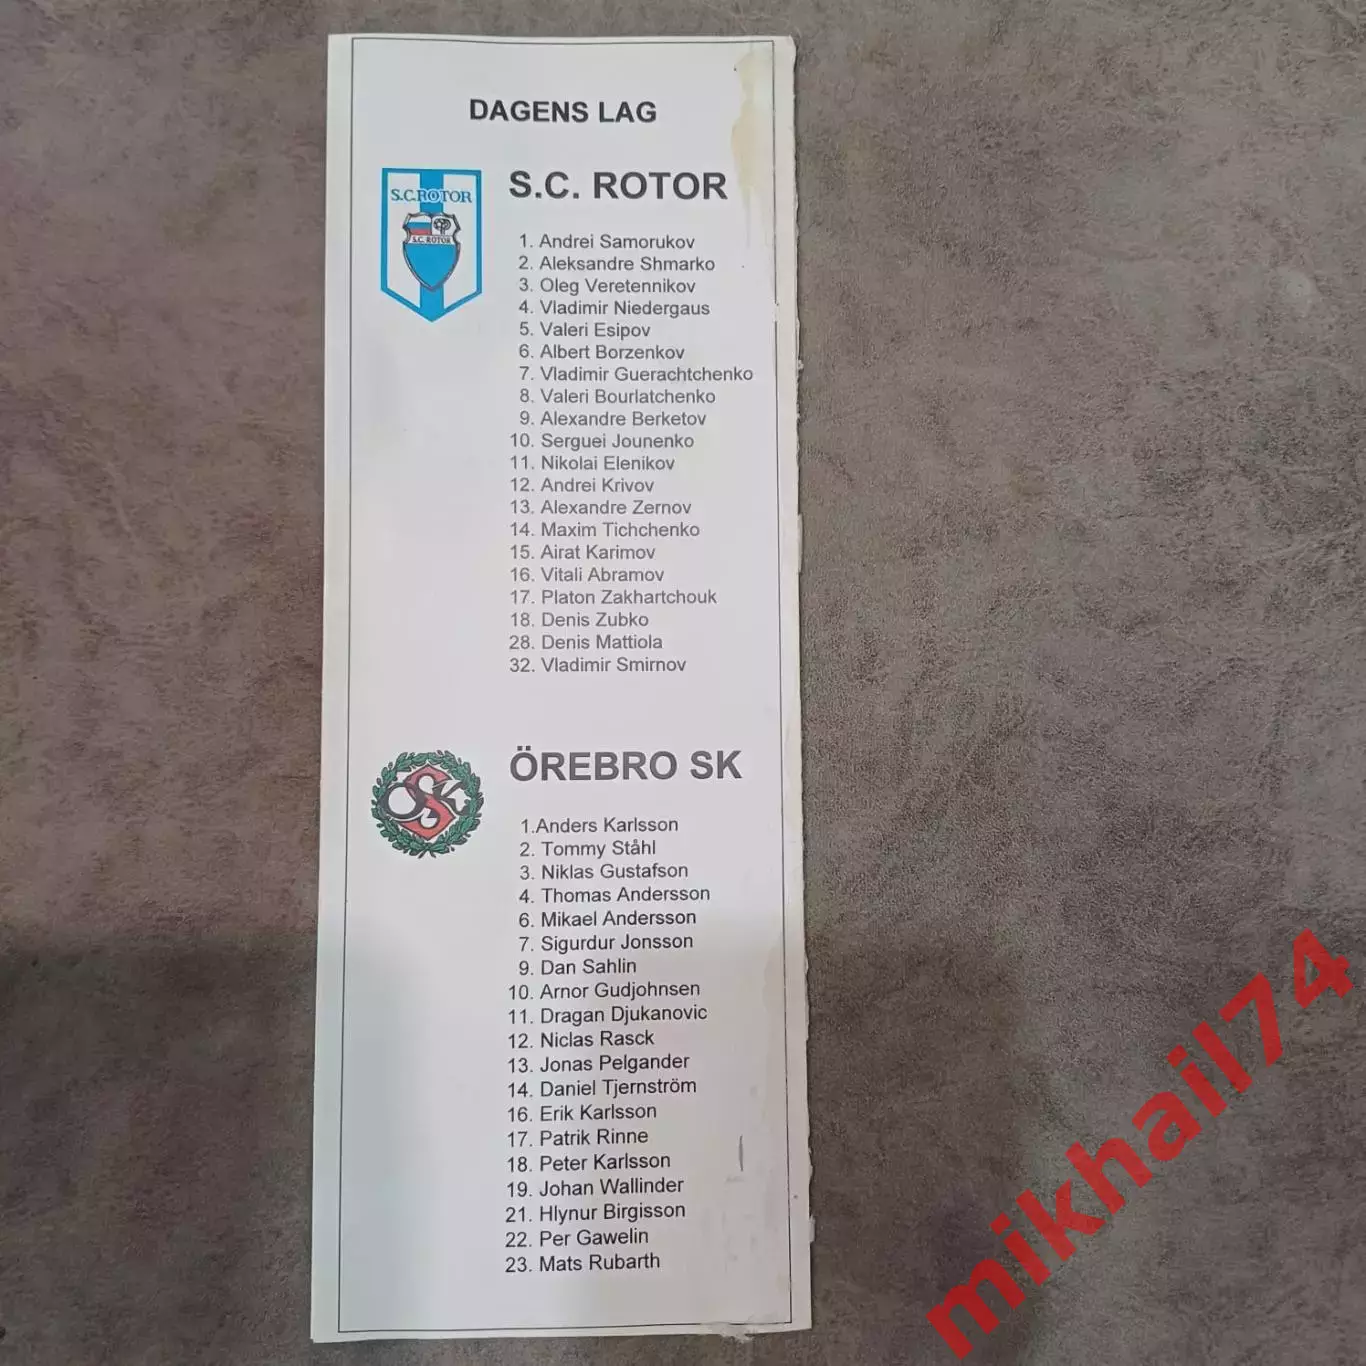 DAGENS LAG
S.C. ROTOR
S.C.ROTOR
S.C. ROTOR
1. Andrei Samorukov
2. Aleksandre Shmarko
3. Oleg Veretennikov
4. Vladimir Niedergaus
5. Valeri Esipov
6. Albert Borzenkov
7. Vladimir Guerachtchenko
8. Valeri Bourlatchenko
9. Alexandre Berketov
10. Serguei Jounenko
11. Nikolai Elenikov
12. Andrei Krivov
13. Alexandre Zernov
14. Maxim Tichchenko
15. Airat Karimov
16. Vitali Abramov
17. Platon Zakhartchouk
18. Denis Zubko
28. Denis Mattiola
32. Vladimir Smirnov
ÖREBRO SK
ÖSK
1.Anders Karlsson
2. Tommy Ståhl
3. Niklas Gustafson
4. Thomas Andersson
6. Mikael Andersson
7. Sigurdur Jonsson
9. Dan Sahlin
10. Arnor Gudjohnsen
11. Dragan Djukanovic
12. Niclas Rasck
13. Jonas Pelgander
14. Daniel Tjernström
16. Erik Karlsson
17. Patrik Rinne
18. Peter Karlsson
19. Johan Wallinder
21. Hlynur Birgisson
22. Per Gawelin
23. Mats Rubarth
mikhail74